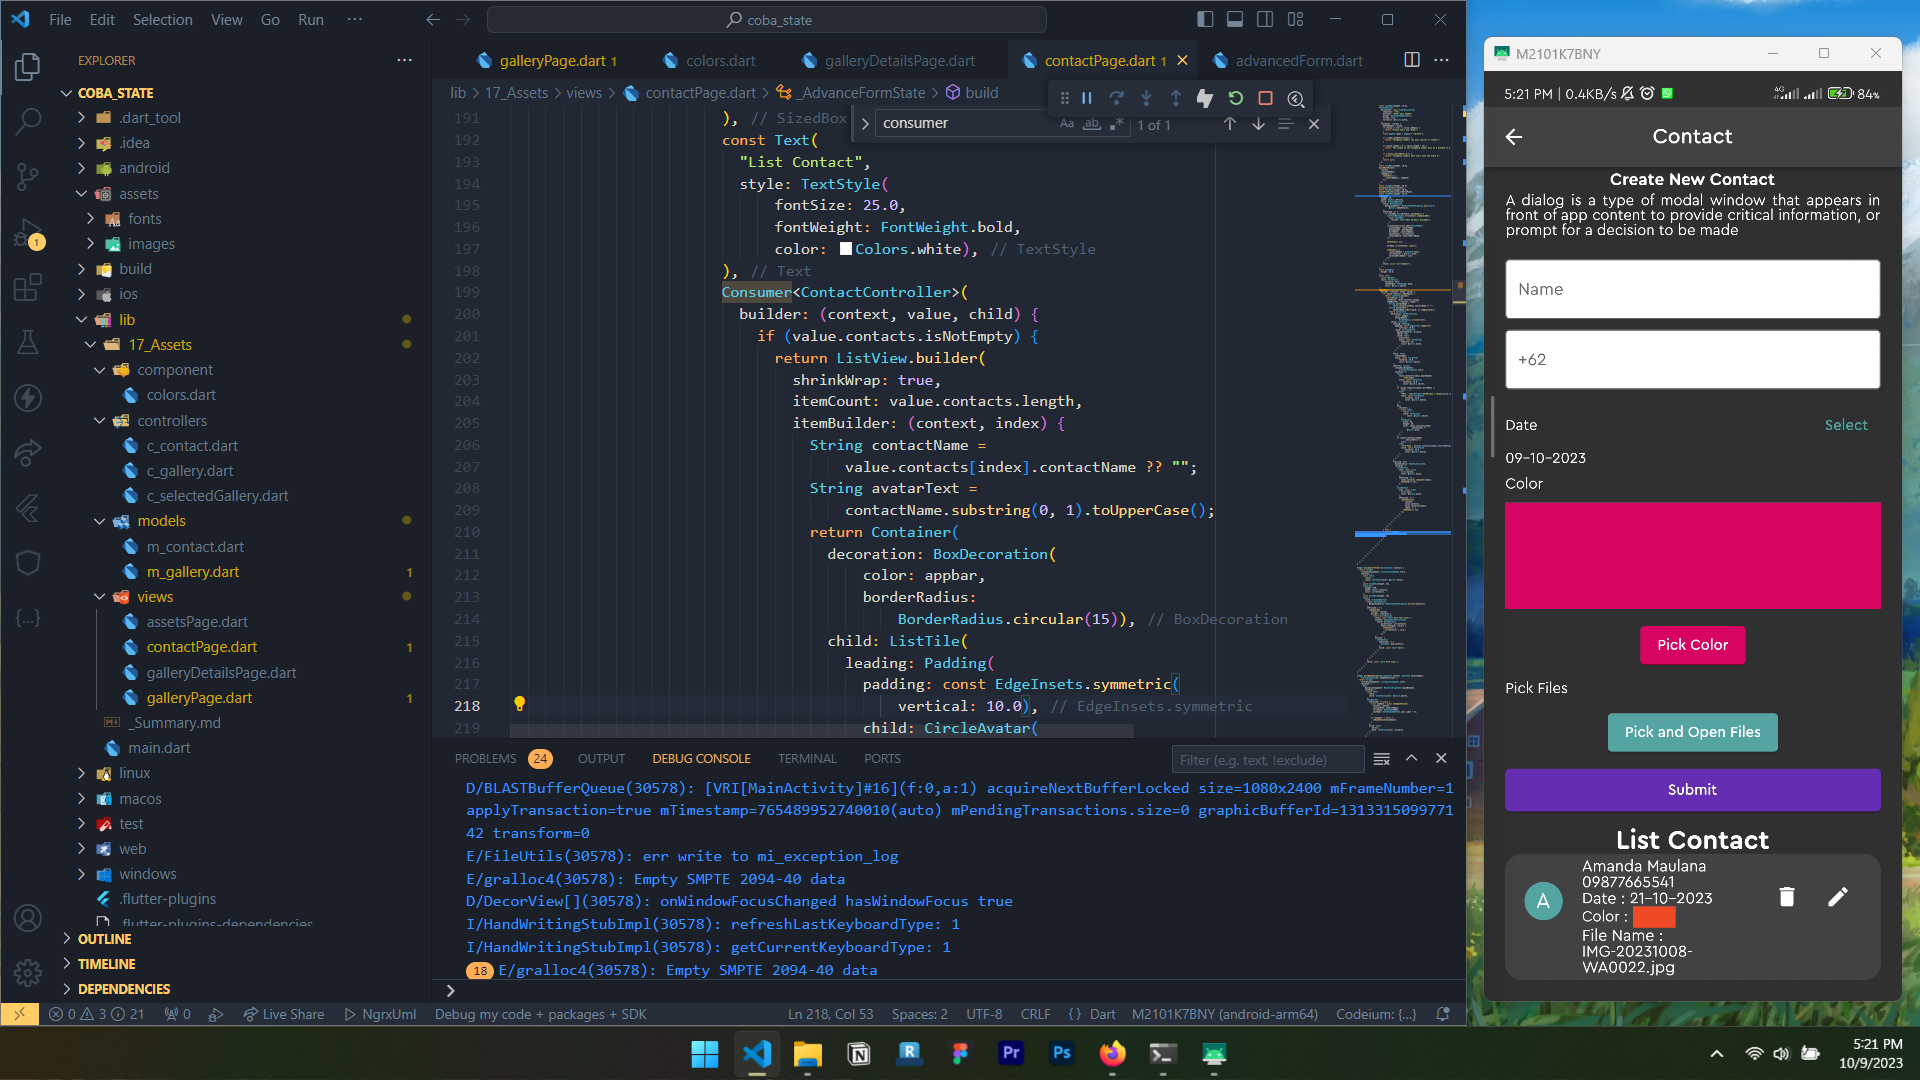 File Edit Selection View Go Run ···
coba_state
EXPLORER
COBA_STATE
.dart_tool
.idea
android
assets
fonts
images
build
ios
lib
17_Assets
component
colors.dart
controllers
c_contact.dart
c_gallery.dart
c_selectedGallery.dart
models
m_contact.dart
m_gallery.dart 1
views
assetsPage.dart
contactPage.dart 1
galleryDetailsPage.dart
galleryPage.dart 1
_Summary.md
main.dart
linux
macos
test
web
windows
.flutter-plugins
.flutter-plugins-dependencies
OUTLINE
TIMELINE
DEPENDENCIES
1
galleryPage.dart 1 colors.dart galleryDetailsPage.dart contactPage.dart 1 advancedForm.dart
lib > 17_Assets > views > contactPage.dart > _AdvanceFormState > build
consumer Aa ab 1 of 1
191 ), // SizedBox
192 const Text(
193 "List Contact",
194 style: TextStyle(
195 fontSize: 25.0,
196 fontWeight: FontWeight.bold,
197 color: Colors.white), // TextStyle
198 ), // Text
199 Consumer<ContactController>(
200 builder: (context, value, child) {
201 if (value.contacts.isNotEmpty) {
202 return ListView.builder(
203 shrinkWrap: true,
204 itemCount: value.contacts.length,
205 itemBuilder: (context, index) {
206 String contactName =
207 value.contacts[index].contactName ?? "";
208 String avatarText =
209 contactName.substring(0, 1).toUpperCase();
210 return Container(
211 decoration: BoxDecoration(
212 color: appbar,
213 borderRadius:
214 BorderRadius.circular(15)), // BoxDecoration
215 child: ListTile(
216 leading: Padding(
217 padding: const EdgeInsets.symmetric(
218 vertical: 10.0), // EdgeInsets.symmetric
219 child: CircleAvatar(
PROBLEMS 24 OUTPUT DEBUG CONSOLE TERMINAL PORTS
Filter (e.g. text, !exclude)
D/BLASTBufferQueue(30578): [VRI[MainActivity]#16](f:0,a:1) acquireNextBufferLocked size=1080x2400 mFrameNumber=1
applyTransaction=true mTimestamp=765489952740010(auto) mPendingTransactions.size=0 graphicBufferId=1313315099771
42 transform=0
E/FileUtils(30578): err write to mi_exception_log
E/gralloc4(30578): Empty SMPTE 2094-40 data
D/DecorView[](30578): onWindowFocusChanged hasWindowFocus true
I/HandWritingStubImpl(30578): refreshLastKeyboardType: 1
I/HandWritingStubImpl(30578): getCurrentKeyboardType: 1
18 E/gralloc4(30578): Empty SMPTE 2094-40 data
0 3 21 0 Live Share NgrxUml Debug my code + packages + SDK Ln 218, Col 53 Spaces: 2 UTF-8 CRLF {} Dart M2101K7BNY (android-arm64) Codeium: {...}
M2101K7BNY
5:21 PM | 0.4KB/s 4G 84%
Contact
Create New Contact
A dialog is a type of modal window that appears in
front of app content to provide critical information, or
prompt for a decision to be made
Name
+62
Date Select
09-10-2023
Color
Pick Color
Pick Files
Pick and Open Files
Submit
List Contact
A
Amanda Maulana
09877665541
Date : 21-10-2023
Color :
File Name :
IMG-20231008-
WA0022.jpg
N R Pr Ps
5:21 PM
10/9/2023